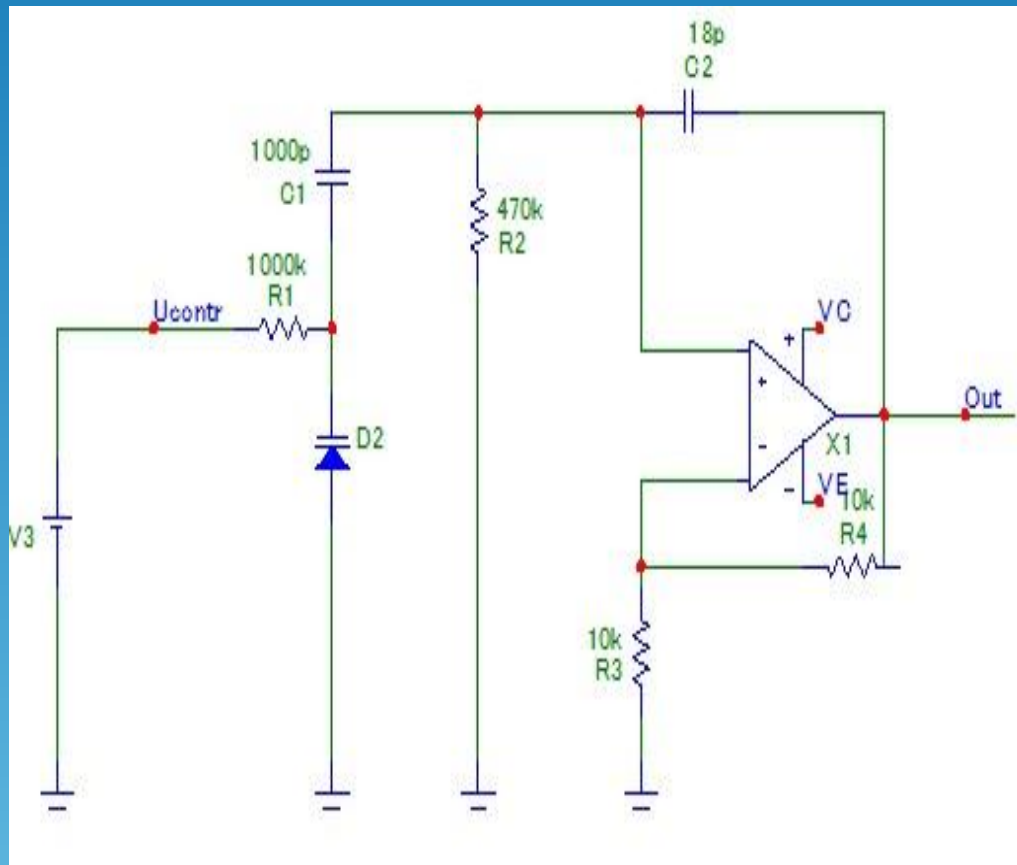 18p
C2
1000p
C1
470k
R2
1000k
R1
Ucontr
VC
+
+
Out
D2
-
X1
-
VE
10k
R4
V3
10k
R3